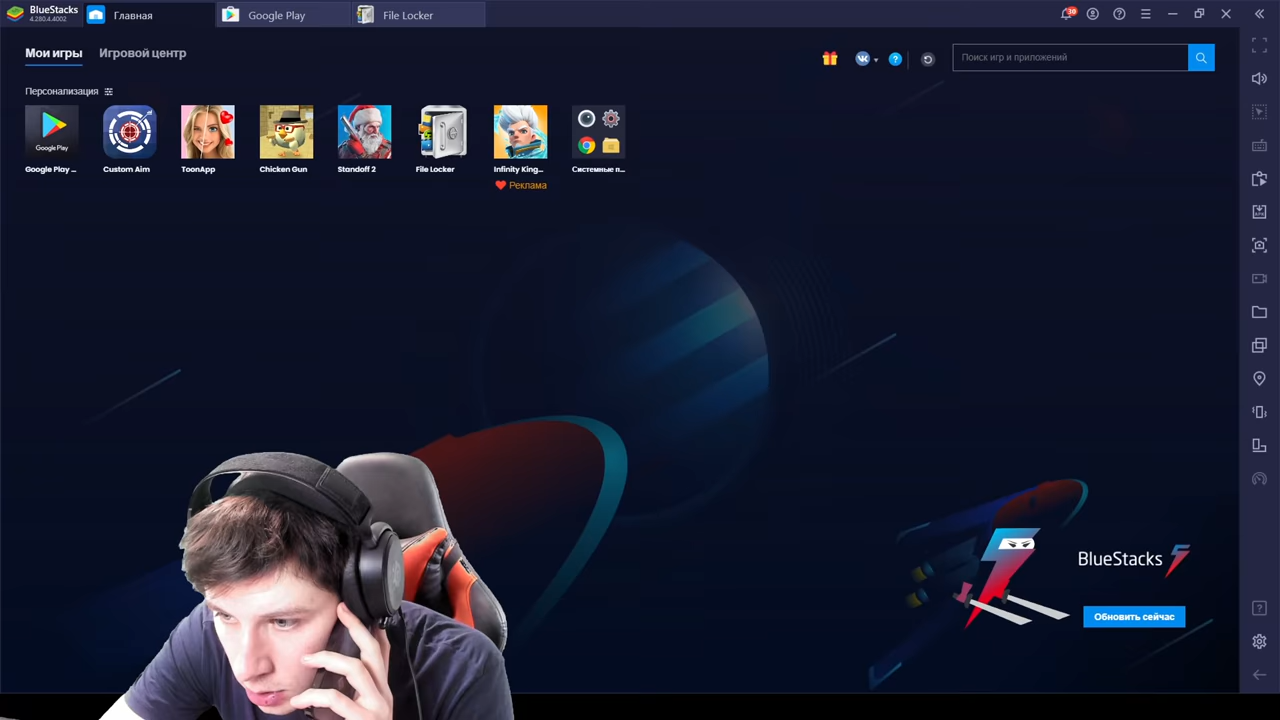 BlueStacks
4.280.4.4002
Главная
Google Play
File Locker
30
Мои игры
Игровой центр
Поиск игр и приложений
Персонализация
Google Play
Google Play ...
Custom Aim
ToonApp
Chicken Gun
Standoff 2
File Locker
Infinity King...
Системные п...
Реклама
BlueStacks
Обновить сейчас